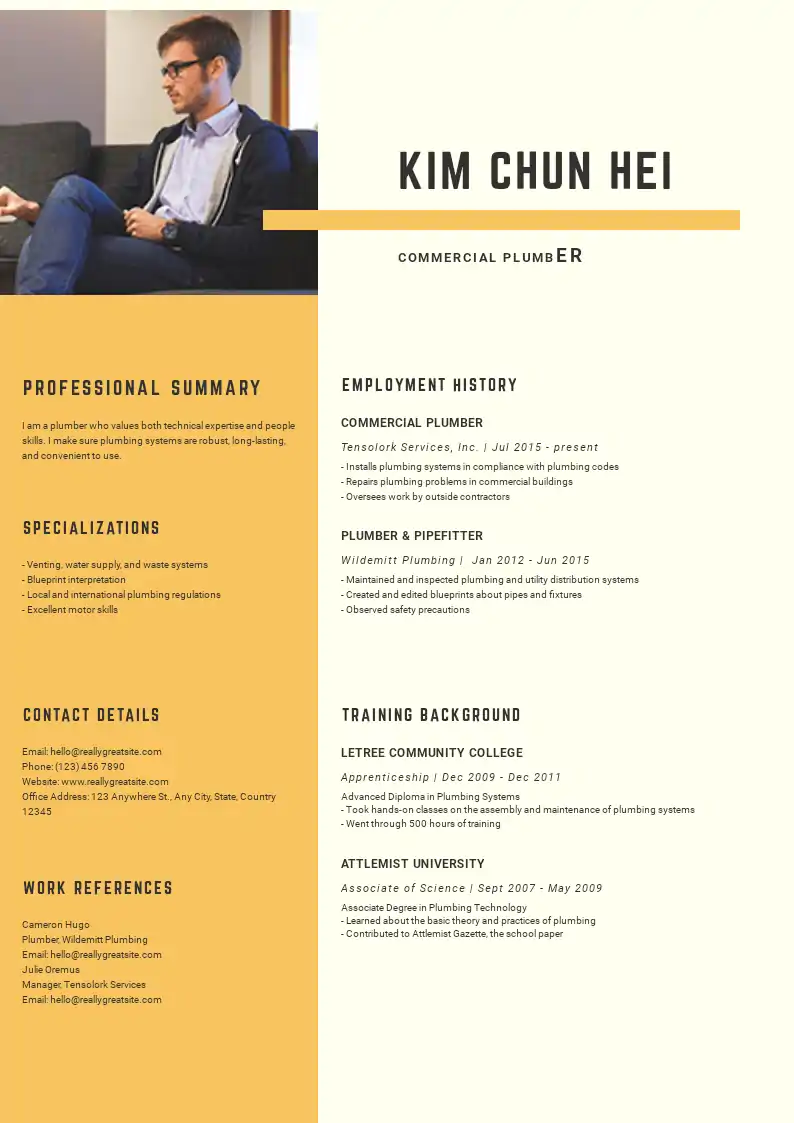 KIM CHUN HEI
COMMERCIAL PLUMBER
PROFESSIONAL SUMMARY
I am a plumber who values both technical expertise and people
skills. I make sure plumbing systems are robust, long-lasting,
and convenient to use.
SPECIALIZATIONS
- Venting, water supply, and waste systems
- Blueprint interpretation
- Local and international plumbing regulations
- Excellent motor skills
CONTACT DETAILS
Email: hello@reallygreatsite.com
Phone: (123) 456 7890
Website: www.reallygreatsite.com
Office Address: 123 Anywhere St., Any City, State, Country
12345
WORK REFERENCES
Cameron Hugo
Plumber, Wildemitt Plumbing
Email: hello@reallygreatsite.com
Julie Oremus
Manager, Tensolork Services
Email: hello@reallygreatsite.com
EMPLOYMENT HISTORY
COMMERCIAL PLUMBER
Tensolork Services, Inc. | Jul 2015 - present
- Installs plumbing systems in compliance with plumbing codes
- Repairs plumbing problems in commercial buildings
- Oversees work by outside contractors
PLUMBER & PIPEFITTER
Wildemitt Plumbing | Jan 2012 - Jun 2015
- Maintained and inspected plumbing and utility distribution systems
- Created and edited blueprints about pipes and fixtures
- Observed safety precautions
TRAINING BACKGROUND
LETREE COMMUNITY COLLEGE
Apprenticeship | Dec 2009 - Dec 2011
Advanced Diploma in Plumbing Systems
- Took hands-on classes on the assembly and maintenance of plumbing systems
- Went through 500 hours of training
ATTLEMIST UNIVERSITY
Associate of Science | Sept 2007 - May 2009
Associate Degree in Plumbing Technology
- Learned about the basic theory and practices of plumbing
- Contributed to Attlemist Gazette, the school paper